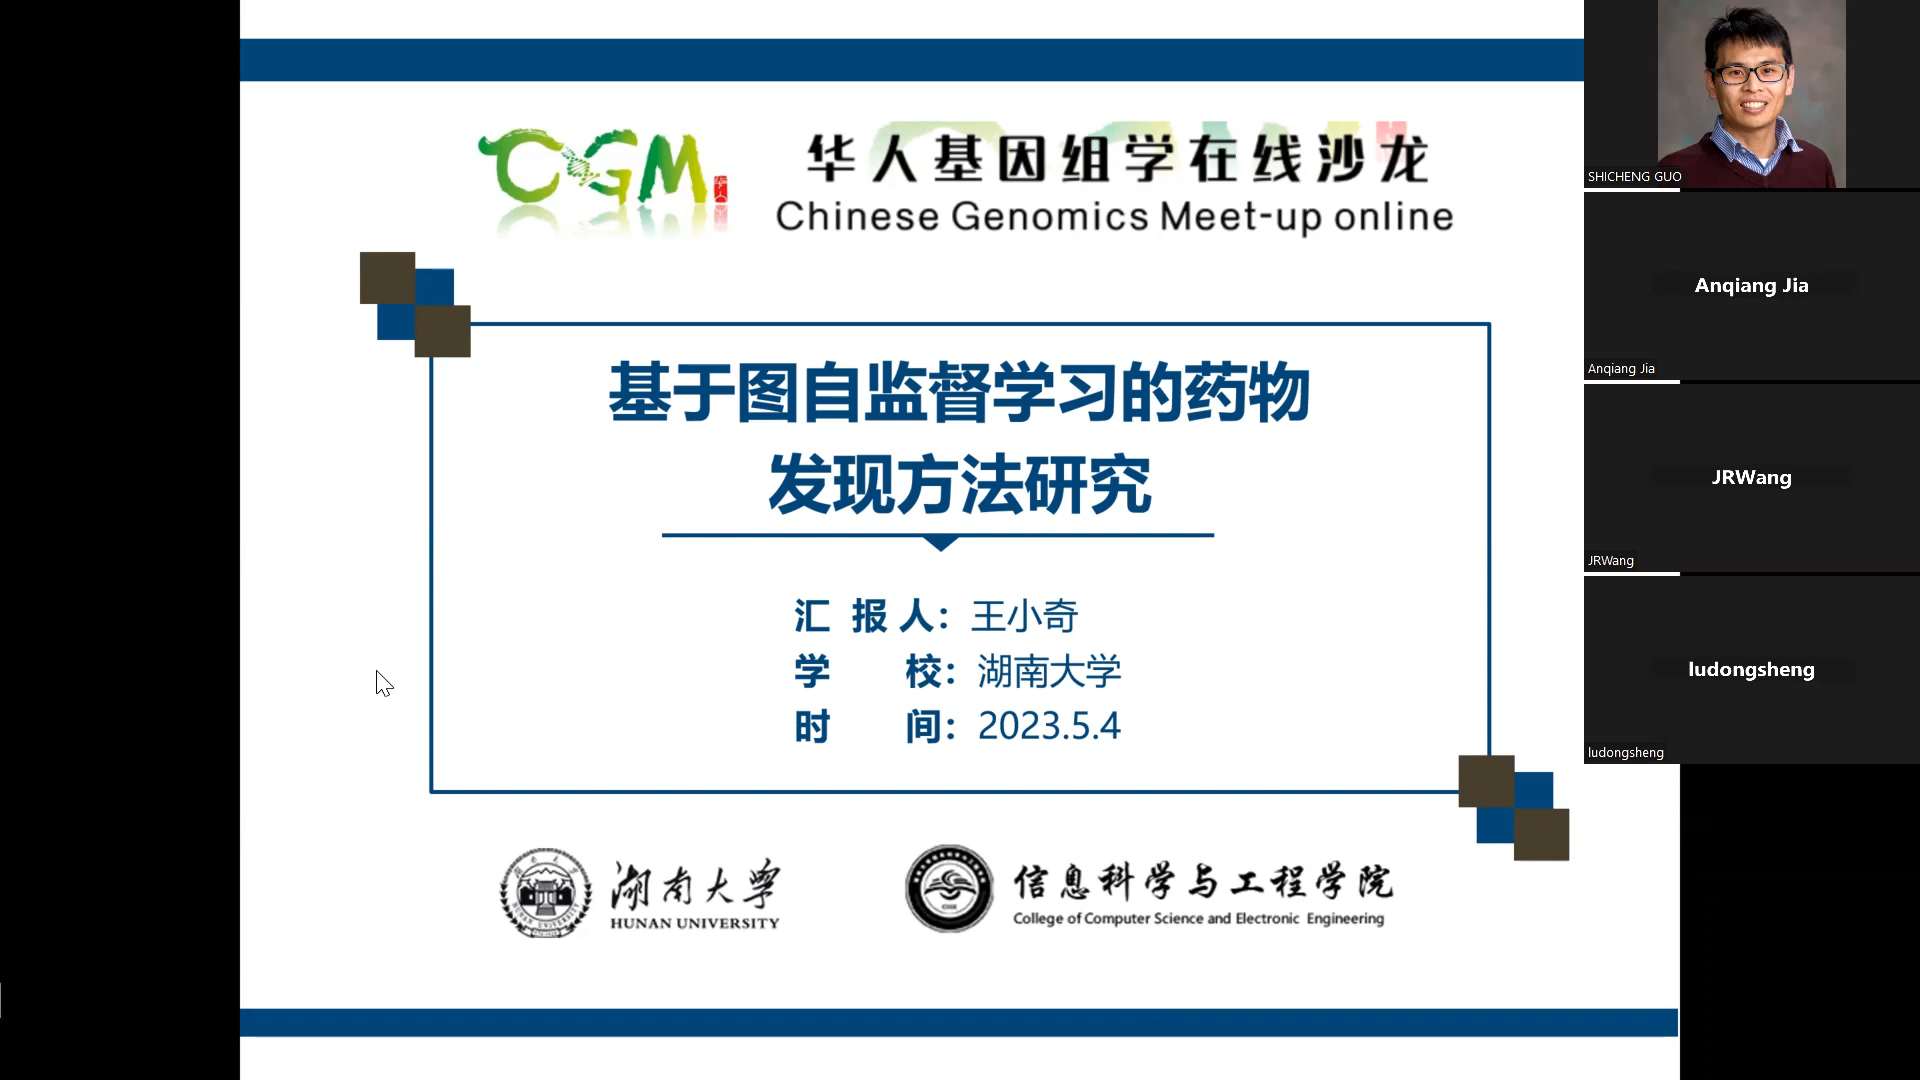 CGM
华人基因组学在线沙龙
Chinese Genomics Meet-up online
基于图自监督学习的药物
发现方法研究
汇 报 人：王小奇
学 校：湖南大学
时 间：2023.5.4
湖南大学
HUNAN UNIVERSITY
信息科学与工程学院
College of Computer Science and Electronic Engineering
SHICHENG GUO
Anqiang Jia
Anqiang Jia
JRWang
JRWang
ludongsheng
ludongsheng